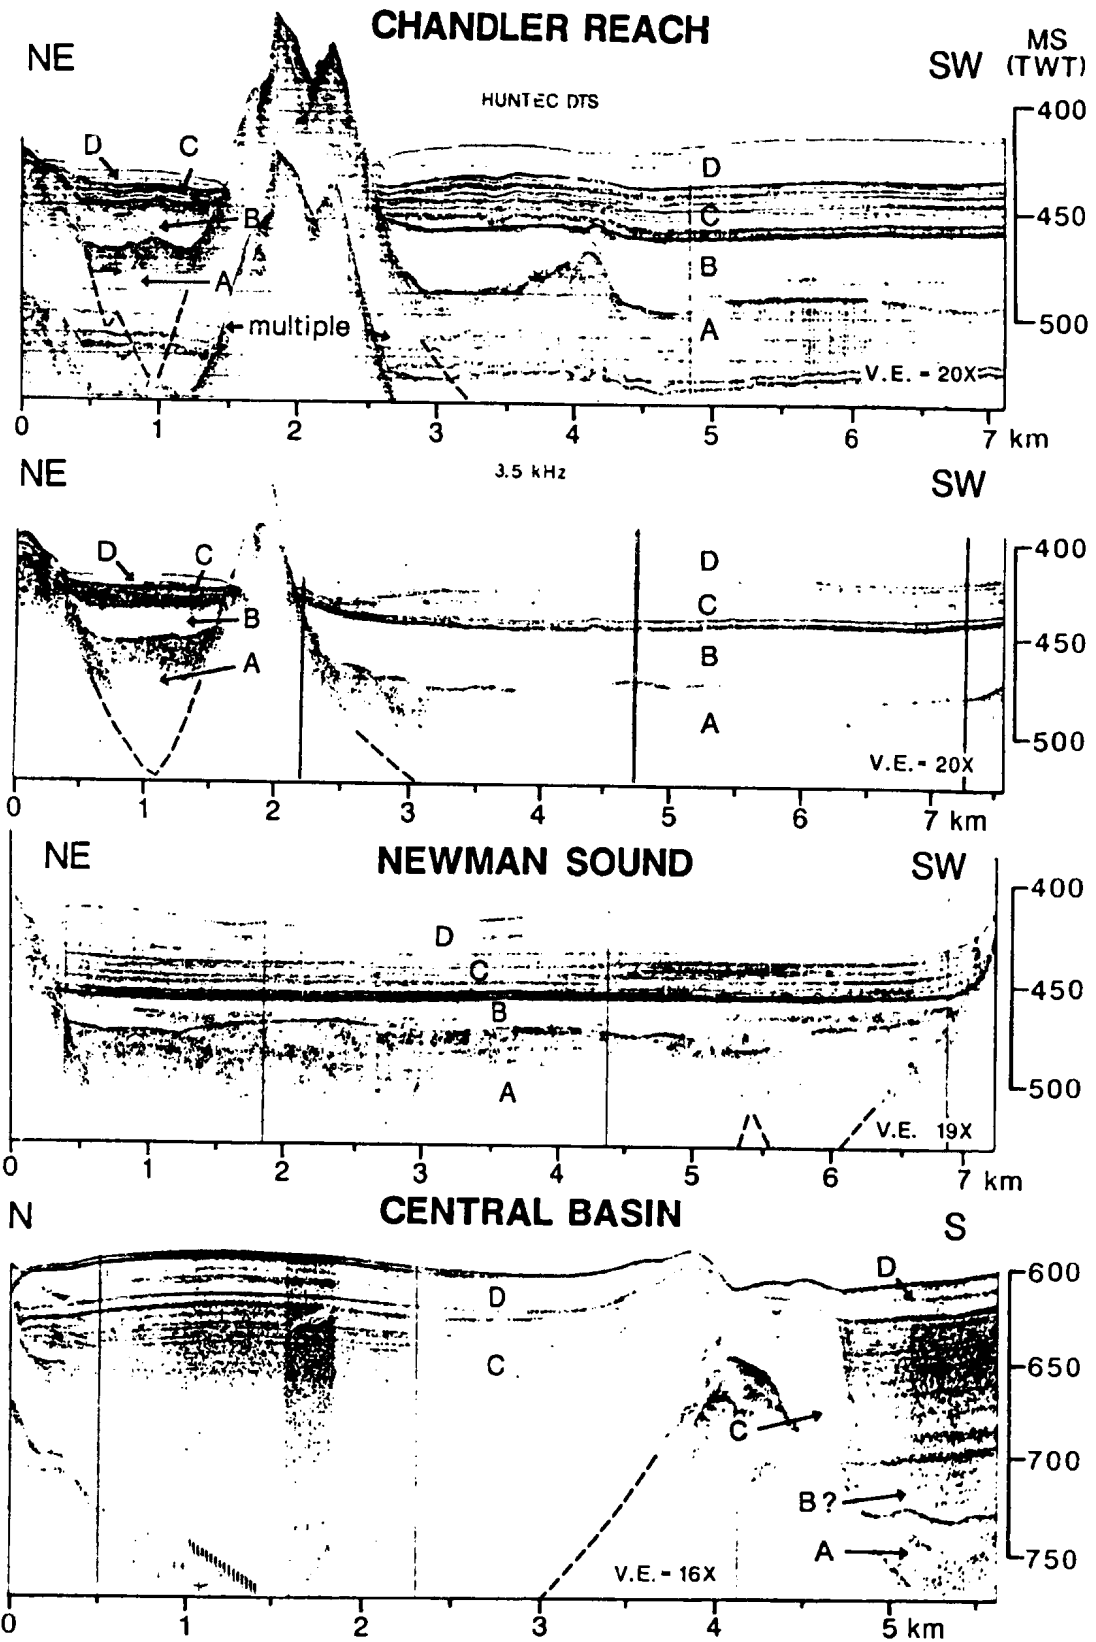 CHANDLER REACH
NE
SW
MS
(TWT)
HUNTEC DTS
400
450
500
D
C
B
A
multiple
D
C
B
A
V.E. - 20X
0 1 2 3 4 5 6 7 km
NE
3.5 kHz
SW
400
450
500
D
C
B
A
D
C
B
A
V.E. - 20X
0 1 2 3 4 5 6 7 km
NE
NEWMAN SOUND
SW
400
450
500
D
C
B
A
V.E. 19X
0 1 2 3 4 5 6 7 km
N
CENTRAL BASIN
S
600
650
700
750
D
C
D
C
B?
A
V.E. - 16X
0 1 2 3 4 5 km